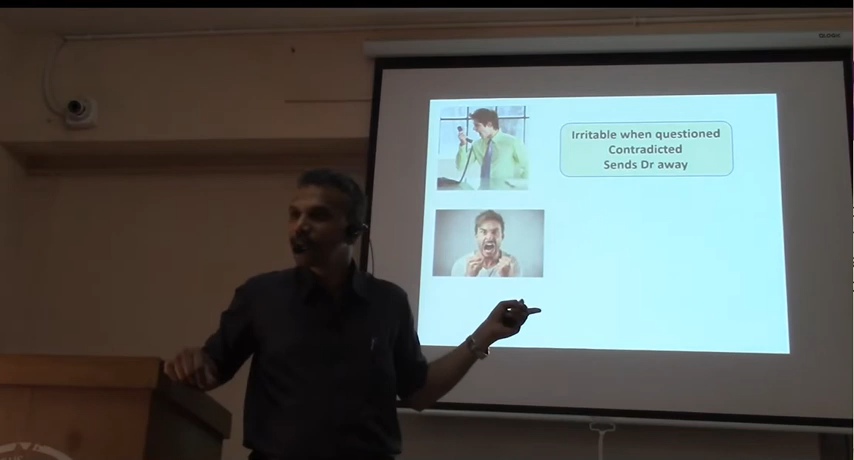 Irritable when questioned
Contradicted
Sends Dr away